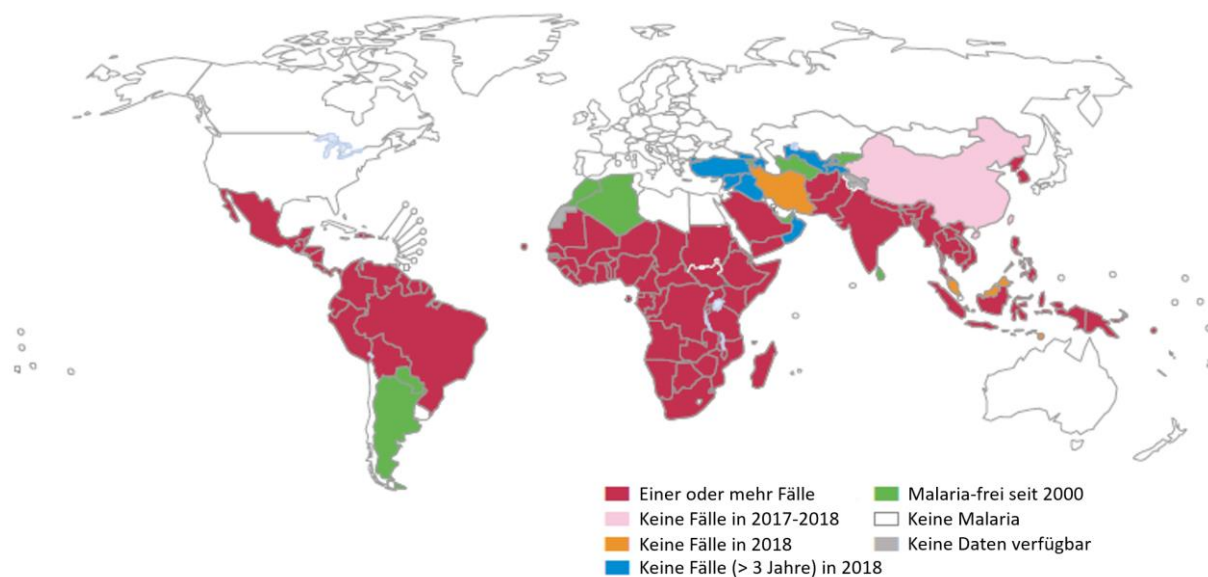 Einer oder mehr Fälle
Keine Fälle in 2017-2018
Keine Fälle in 2018
Keine Fälle (> 3 Jahre) in 2018
Malaria-frei seit 2000
Keine Malaria
Keine Daten verfügbar